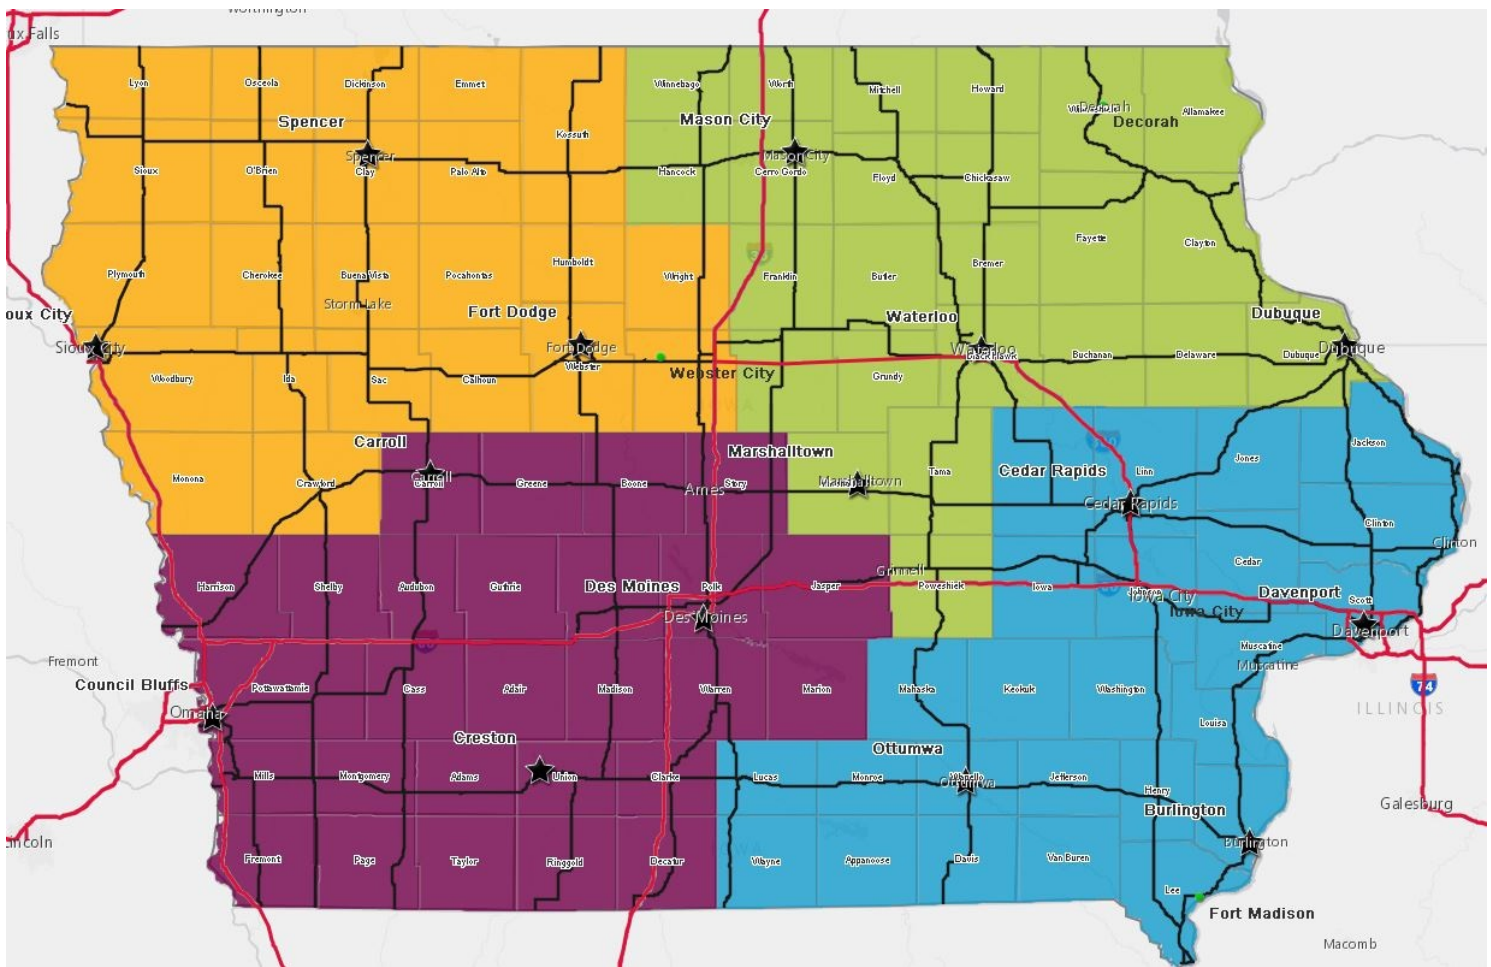 Worthington
ux Falls
Lyon
Osceola
Dickinson
Emmet
Winnebago
Worth
Mitchell
Howard
Decorah
Allamakee
Spencer
Mason City
Decorah
Kossuth
Spencer
Mason City
Sioux
O'Brien
Clay
Palo Alto
Hancock
Cerro Gordo
Floyd
Chickasaw
Fayette
Clayton
Plymouth
Cherokee
Buena Vista
Pocahontas
Humboldt
Wright
Franklin
Butler
Bremer
Storm Lake
oux City
Fort Dodge
Waterloo
Dubuque
Sioux City
Fort Dodge
Waterloo
Black Hawk
Buchanan
Delaware
Dubuque
Dubuque
Woodbury
Ida
Sac
Calhoun
Webster
Webster City
Grundy
Carroll
Marshalltown
Jackson
Monona
Crawford
Carroll
Carroll
Greene
Boone
Ames
Story
Marshalltown
Tama
Cedar Rapids
Linn
Jones
Cedar Rapids
Clinton
Clinton
Harrison
Shelby
Audubon
Guthrie
Des Moines
Polk
Jasper
Grinnell
Poweshiek
Iowa
Johnson
Iowa City
Iowa City
Cedar
Davenport
Scott
Des Moines
Davenport
Muscatine
Muscatine
Fremont
Council Bluffs
Pottawattamie
Cass
Adair
Madison
Warren
Marion
Mahaska
Keokuk
Washington
Louisa
74
ILLINOIS
Omaha
Creston
Ottumwa
Mills
Montgomery
Adams
Union
Clarke
Lucas
Monroe
Wapello
Ottumwa
Jefferson
Henry
Burlington
Galesburg
incoln
Burlington
Fremont
Page
Taylor
Ringgold
Decatur
Wayne
Appanoose
Davis
Van Buren
Lee
Fort Madison
Macomb